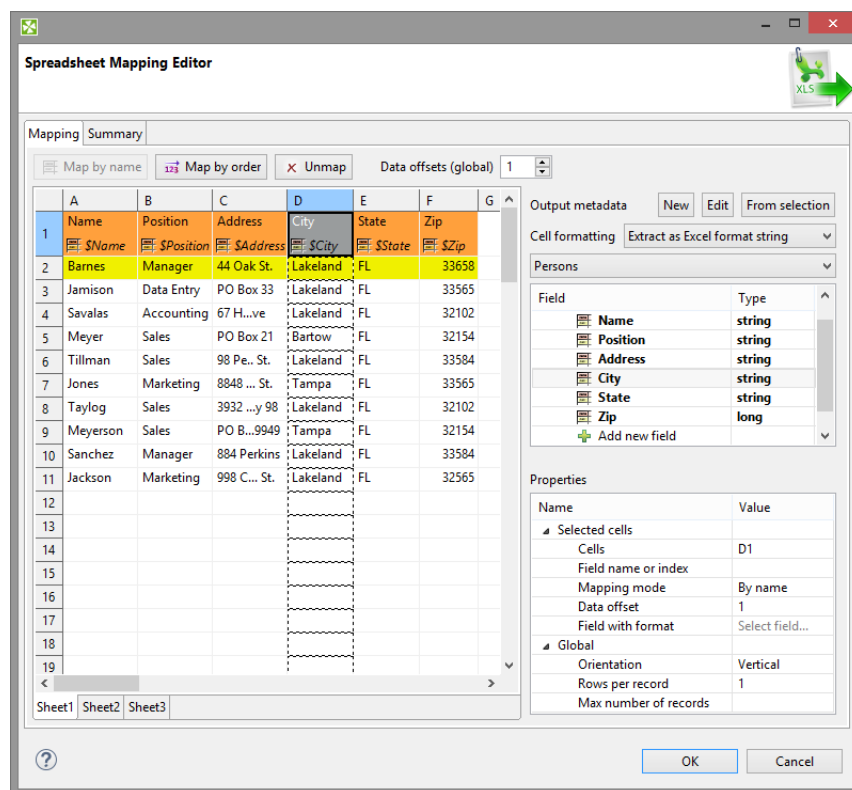 Spreadsheet Mapping Editor
XLS
Mapping Summary
Map by name 123 Map by order Unmap Data offsets (global) 1
A B C D E F G
1 Name Position Address City State Zip
$Name $Position $Address $City $State $Zip
2 Barnes Manager 44 Oak St. Lakeland FL 33658
3 Jamison Data Entry PO Box 33 Lakeland FL 33565
4 Savalas Accounting 67 H...ve Lakeland FL 32102
5 Meyer Sales PO Box 21 Bartow FL 32154
6 Tillman Sales 98 Pe.. St. Lakeland FL 33584
7 Jones Marketing 8848 ... St. Tampa FL 33565
8 Taylog Sales 3932 ...y 98 Lakeland FL 32102
9 Meyerson Sales PO B...9949 Tampa FL 32154
10 Sanchez Manager 884 Perkins Lakeland FL 33584
11 Jackson Marketing 998 C... St. Lakeland FL 32565
12
13
14
15
16
17
18
19
Sheet1 Sheet2 Sheet3
Output metadata New Edit From selection
Cell formatting Extract as Excel format string
Persons
Field Type
Name string
Position string
Address string
City string
State string
Zip long
Add new field
Properties
Name Value
Selected cells
Cells D1
Field name or index
Mapping mode By name
Data offset 1
Field with format Select field...
Global
Orientation Vertical
Rows per record 1
Max number of records
? OK Cancel